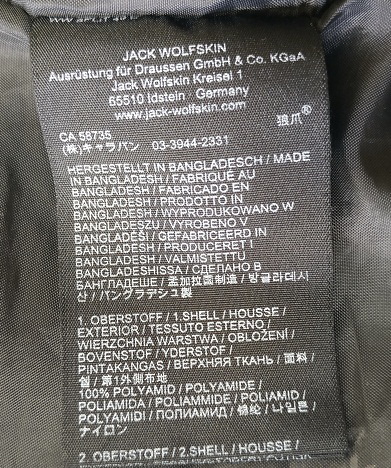 JACK WOLFSKIN
Ausrüstung für Draussen GmbH & Co. KGaA
Jack Wolfskin Kreisel 1
65510 Idstein · Germany
www.jack-wolfskin.com
狼爪®
CA 58735
(株)キャラバン 03-3944-2331
HERGESTELLT IN BANGLADESCH / MADE
IN BANGLADESH / FABRIQUÉ AU
BANGLADESH / FABRICADO EN
BANGLADESH / PRODOTTO IN
BANGLADESH / WYPRODUKOWANO W
BANGLADESZU / VYROBENO V
BANGLADÉŠI / GEFABRICEERD IN
BANGLADESH / PRODUCERET I
BANGLADESH / VALMISTETTU
BANGLADESHISSA / СДЕЛАНО В
БАНГЛАДЕШЕ / 孟加拉国制造 / 방글라데시
산 / バングラデシュ製
1. OBERSTOFF / 1.SHELL / HOUSSE /
EXTERIOR / TESSUTO ESTERNO /
WIERZCHNIA WARSTWA / OBLOŽENÍ /
BOVENSTOF / YDERSTOF /
PINTAKANGAS / ВЕРХНЯЯ ТКАНЬ / 面料 /
쉘 / 第1外側布地
100% POLYAMID / POLYAMIDE /
POLIAMIDA / POLIAMMIDE / POLIAMID /
POLYAMIDI / ПОЛИАМИД / 锦纶 / 나일론 /
ナイロン
2. OBERSTOFF / 2.SHELL / HOUSSE /